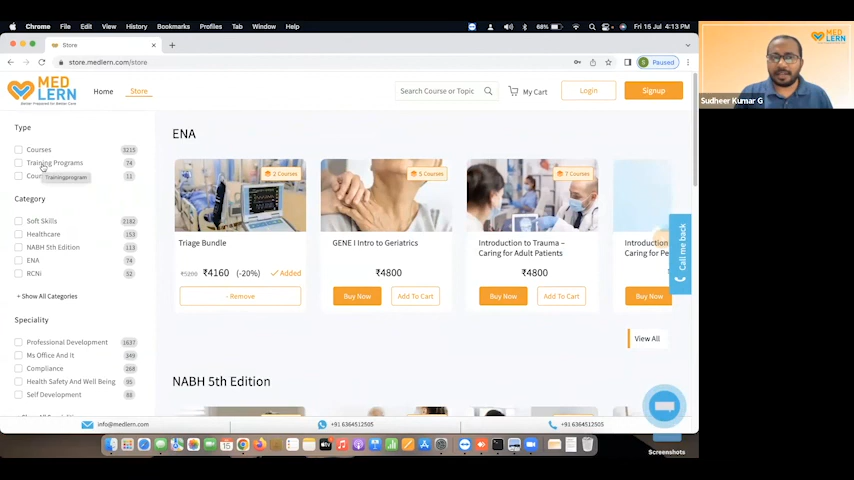 Chrome File Edit View History Bookmarks Profiles Tab Window Help 68% Fri 15 Jul 4:13 PM
Store
store.medlern.com/store
S Paused
MED LERN
Better Prepared for Better Care
Home
Store
Search Course or Topic
My Cart
Login
Signup
Type
Courses 3215
Training Programs 74
Cour 11
Trainingprogram
Category
Soft Skills 2182
Healthcare 153
NABH 5th Edition 113
ENA 74
RCNi 52
+ Show All Categories
Speciality
Professional Development 1637
Ms Office And It 349
Compliance 268
Health Safety And Well Being 95
Self Development 88
ENA
2 Courses
Triage Bundle
₹5200 ₹4160 (-20%) Added
- Remove
5 Courses
GENE I Intro to Geriatrics
₹4800
Buy Now Add To Cart
7 Courses
Introduction to Trauma –
Caring for Adult Patients
₹4800
Buy Now Add To Cart
Introduction
Caring for Pe
Buy Now
Call me back
View All
NABH 5th Edition
info@medlern.com
+91 6364512505
+91 6364512505
Screenshots
MED
LERN
Sudheer Kumar G